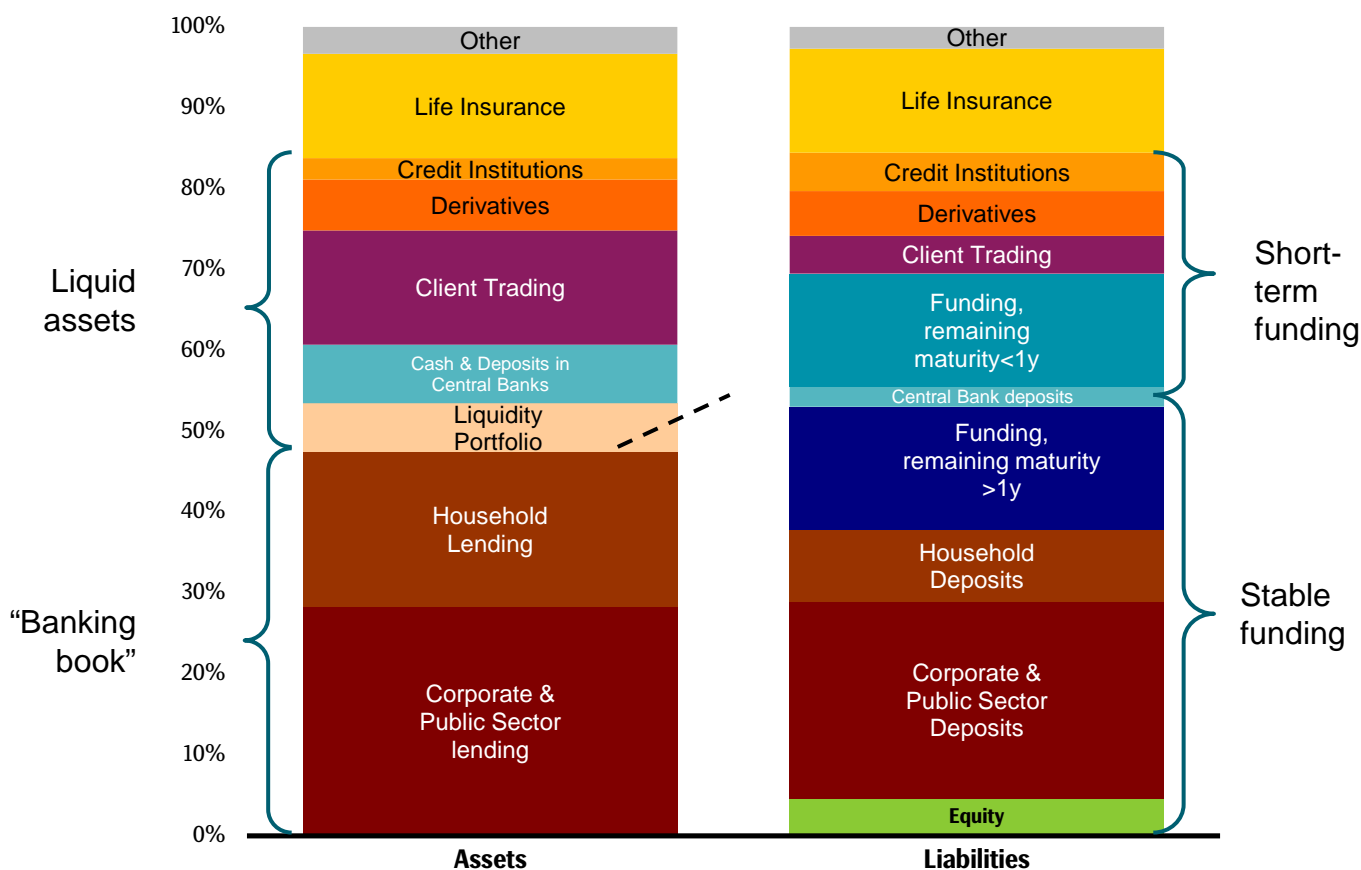 100%
90%
80%
70%
60%
50%
40%
30%
20%
10%
0%
Liquid
assets
“Banking
book”
Other
Life Insurance
Credit Institutions
Derivatives
Client Trading
Cash & Deposits in
Central Banks
Liquidity
Portfolio
Household
Lending
Corporate &
Public Sector
lending
Assets
Other
Life Insurance
Credit Institutions
Derivatives
Client Trading
Funding,
remaining
maturity<1y
Central Bank deposits
Funding,
remaining maturity
>1y
Household
Deposits
Corporate &
Public Sector
Deposits
Equity
Liabilities
Short-
term
funding
Stable
funding